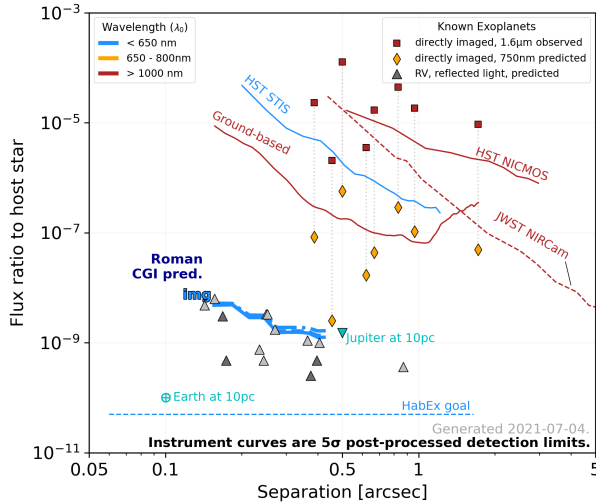 10⁻³
10⁻⁵
10⁻⁷
10⁻⁹
10⁻¹¹
Flux ratio to host star
Wavelength (λ₀)
< 650 nm
650 - 800nm
> 1000 nm
Known Exoplanets
directly imaged, 1.6μm observed
directly imaged, 750nm predicted
RV, reflected light, predicted
HST STIS
Ground-based
HST NICMOS
JWST NIRCam
Roman
CGI pred.
img
Jupiter at 10pc
Earth at 10pc
HabEx goal
Generated 2021-07-04.
Instrument curves are 5σ post-processed detection limits.
0.05
0.1
0.5
1
5
Separation [arcsec]